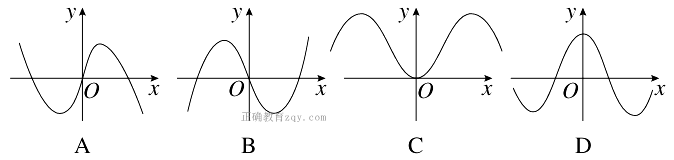 y y y y
O x O x O x O x
正确教育zqy.com
A B C D